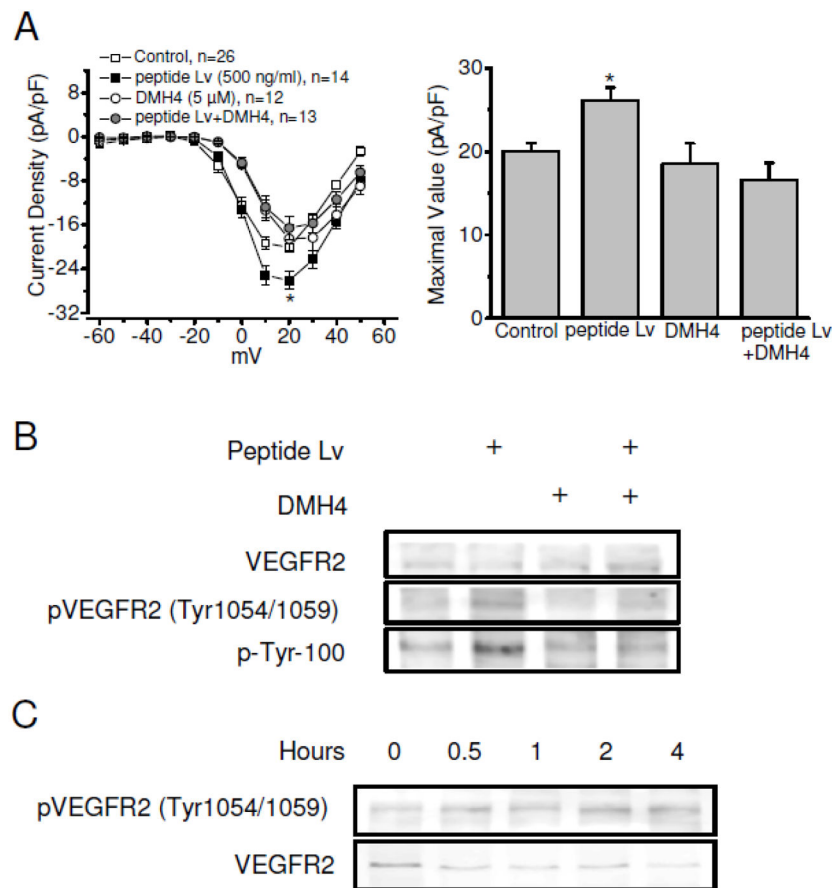 A
Control, n=26
peptide Lv (500 ng/ml), n=14
DMH4 (5 µM), n=12
peptide Lv+DMH4, n=13
Current Density (pA/pF)
8
0
-8
-16
-24
-32
*
-60 -40 -20 0 20 40 60
mV
Maximal Value (pA/pF)
30
20
10
0
*
Control peptide Lv DMH4 peptide Lv
+DMH4
B
Peptide Lv + +
DMH4 + +
VEGFR2
pVEGFR2 (Tyr1054/1059)
p-Tyr-100
C
Hours 0 0.5 1 2 4
pVEGFR2 (Tyr1054/1059)
VEGFR2